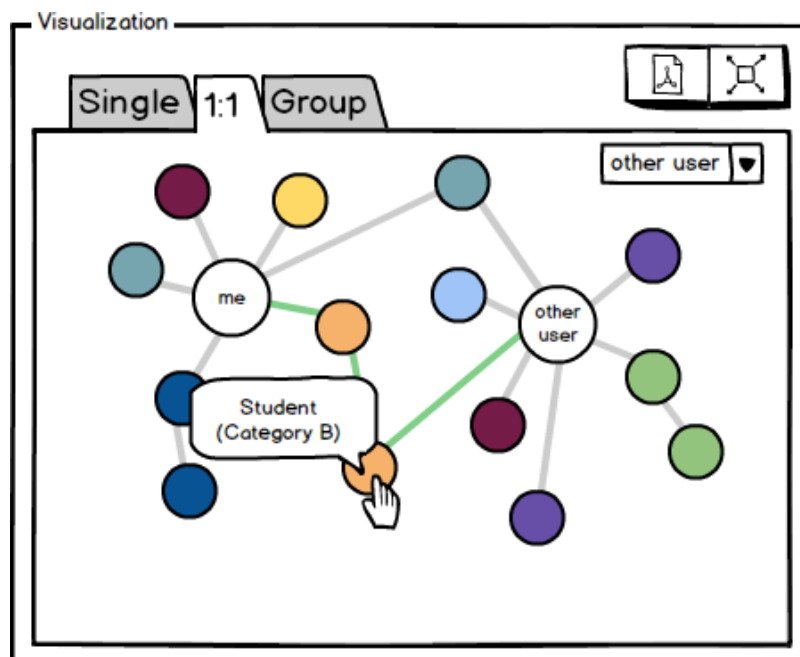 Visualization
Single
1:1
Group
other user
me
other
user
Student
(Category B)